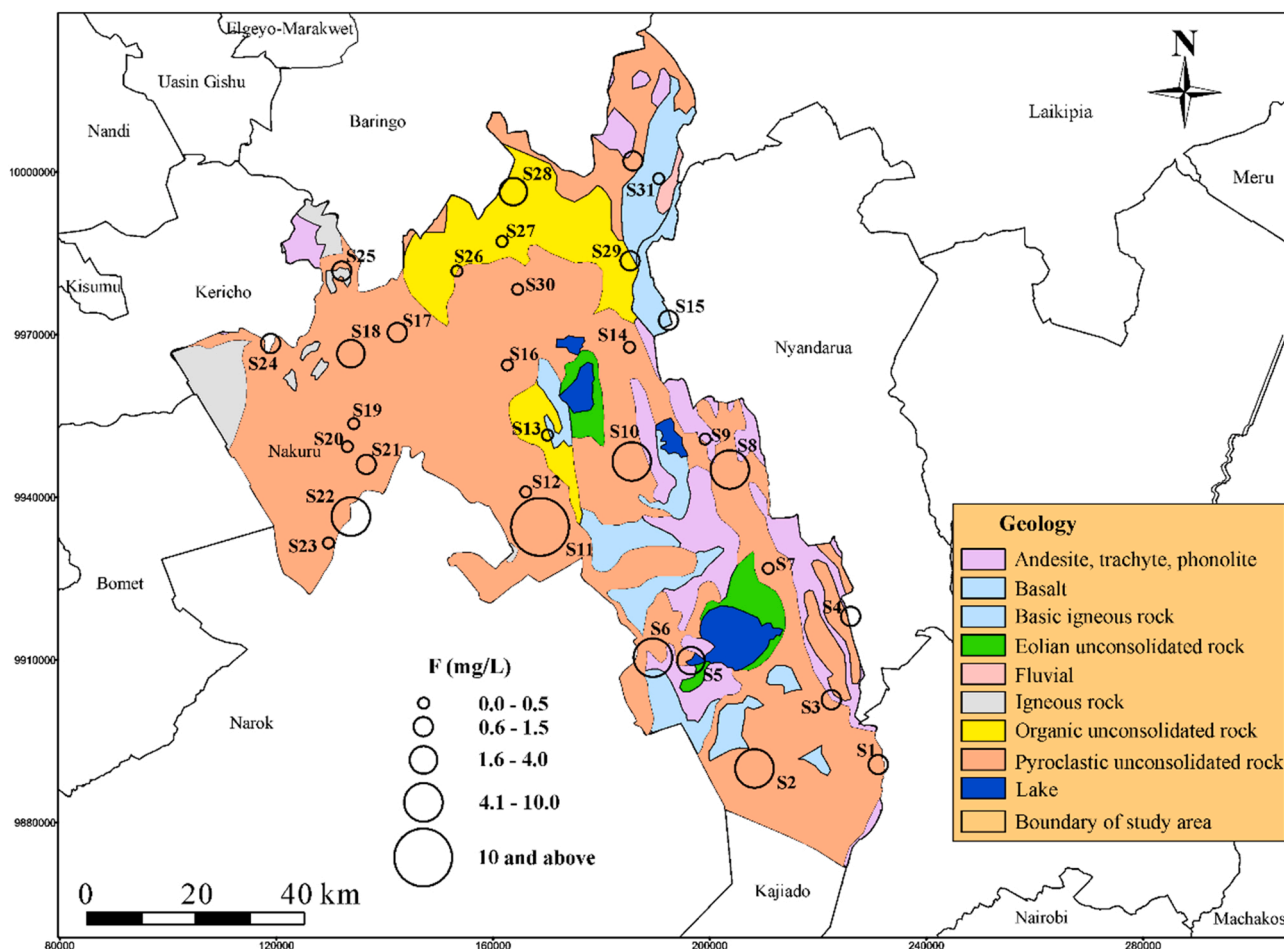 Elgeyo-Marakwet
N
Uasin Gishu
Laikipia
Nandi
Baringo
Meru
10000000
S28
S31
S27
S29
S26
S25
Kisumu
Kericho
S30
S15
S17
S18
9970000
S14
Nyandarua
S24
S16
S19
S13
S10
S9
S8
S20
Nakuru
S21
9940000
S22
S12
S11
S23
Bomet
S7
S4
S6
9910000
S5
S3
Narok
S1
S2
9880000
Kajiado
Nairobi
Machakos
F (mg/L)
0.0 - 0.5
0.6 - 1.5
1.6 - 4.0
4.1 - 10.0
10 and above
Geology
Andesite, trachyte, phonolite
Basalt
Basic igneous rock
Eolian unconsolidated rock
Fluvial
Igneous rock
Organic unconsolidated rock
Pyroclastic unconsolidated rock
Lake
Boundary of study area
0 20 40 km
80000 120000 160000 200000 240000 280000